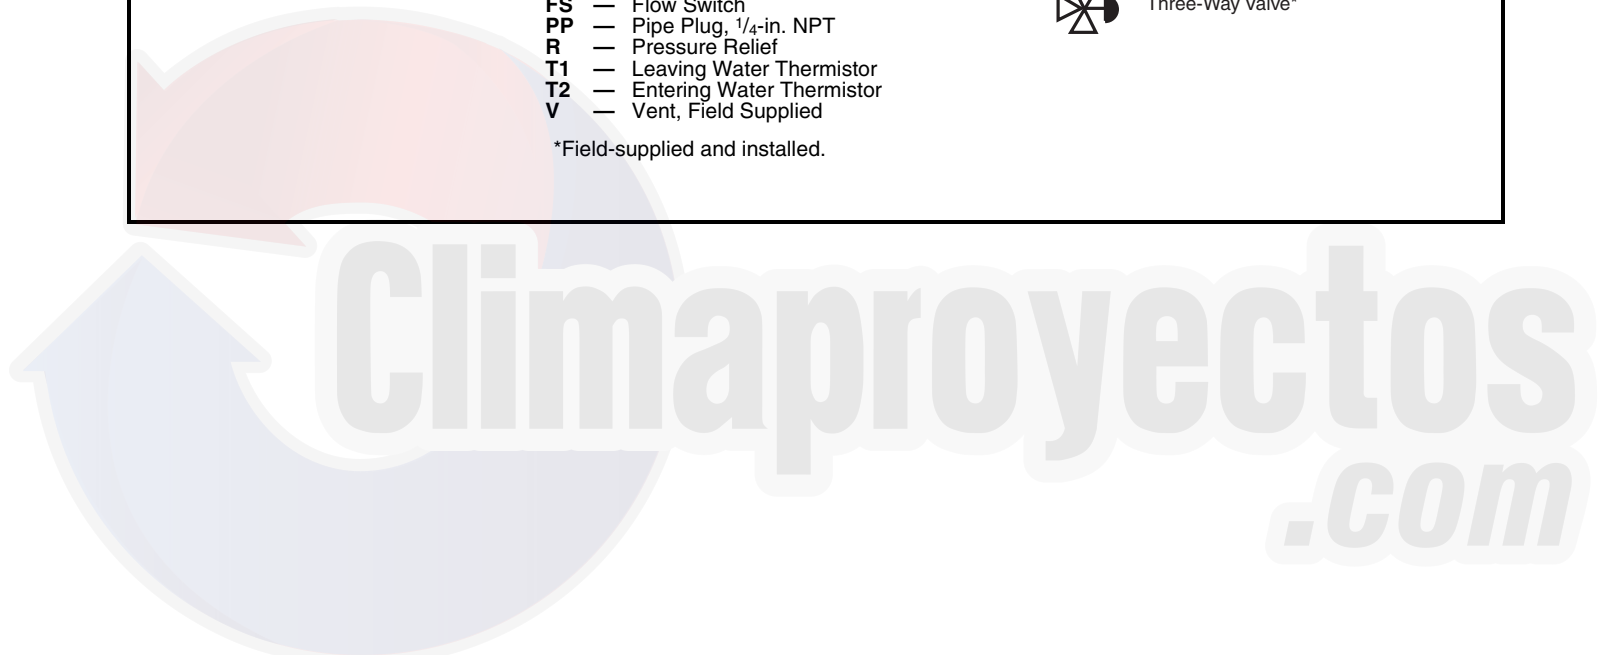 FS — Flow Switch
PP — Pipe Plug, 1/4-in. NPT
R — Pressure Relief
T1 — Leaving Water Thermistor
T2 — Entering Water Thermistor
V — Vent, Field Supplied
*Field-supplied and installed.
Three-Way Valve*
Climaproyectos
.com